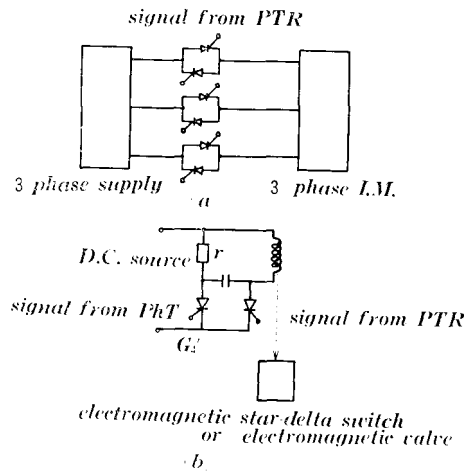 signal from PTR
3 phase supply
3 phase I.M.
a
D.C. source
r
signal from PhT
signal from PTR
electromagnetic star-delta switch
or electromagnetic valve
b